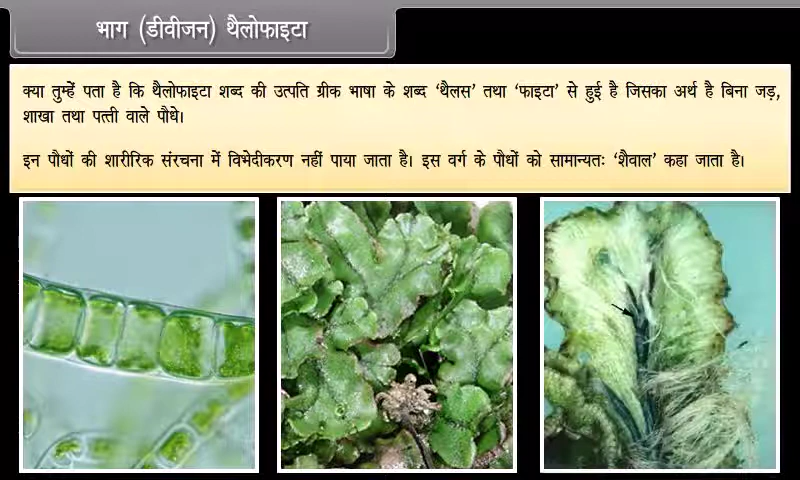 भाग (डीवीजन) थैलोफाइटा
क्या तुम्हें पता है कि थैलोफाइटा शब्द की उत्पति ग्रीक भाषा के शब्द ‘थैलस’ तथा ‘फाइटा’ से हुई है जिसका अर्थ है बिना जड़,
शाखा तथा पत्ती वाले पौधे।
इन पौधों की शारीरिक संरचना में विभेदीकरण नहीं पाया जाता है। इस वर्ग के पौधों को सामान्यतः ‘शैवाल’ कहा जाता है।